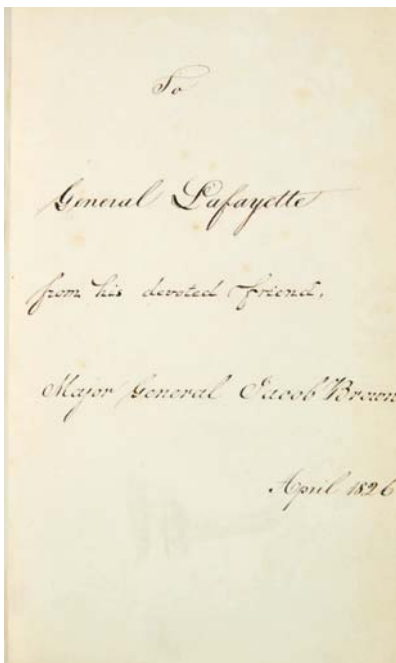 To
General Lafayette
from his devoted friend,
Major General Jacob Brown
April 1826